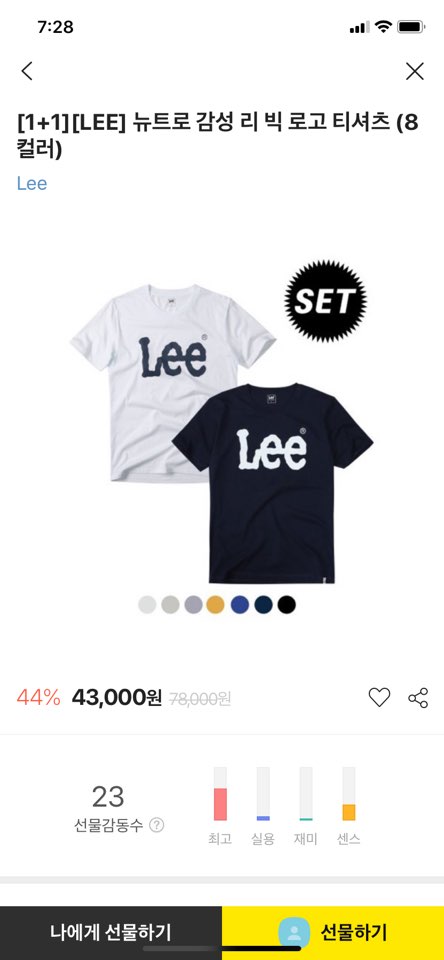 7:28
[1+1][LEE] 뉴트로 감성 리 빅 로고 티셔츠 (8
컬러)
Lee
SET
Lee
Lee
44% 43,000원 78,000원
23
선물감동수 ?
최고 실용 재미 센스
나에게 선물하기 선물하기